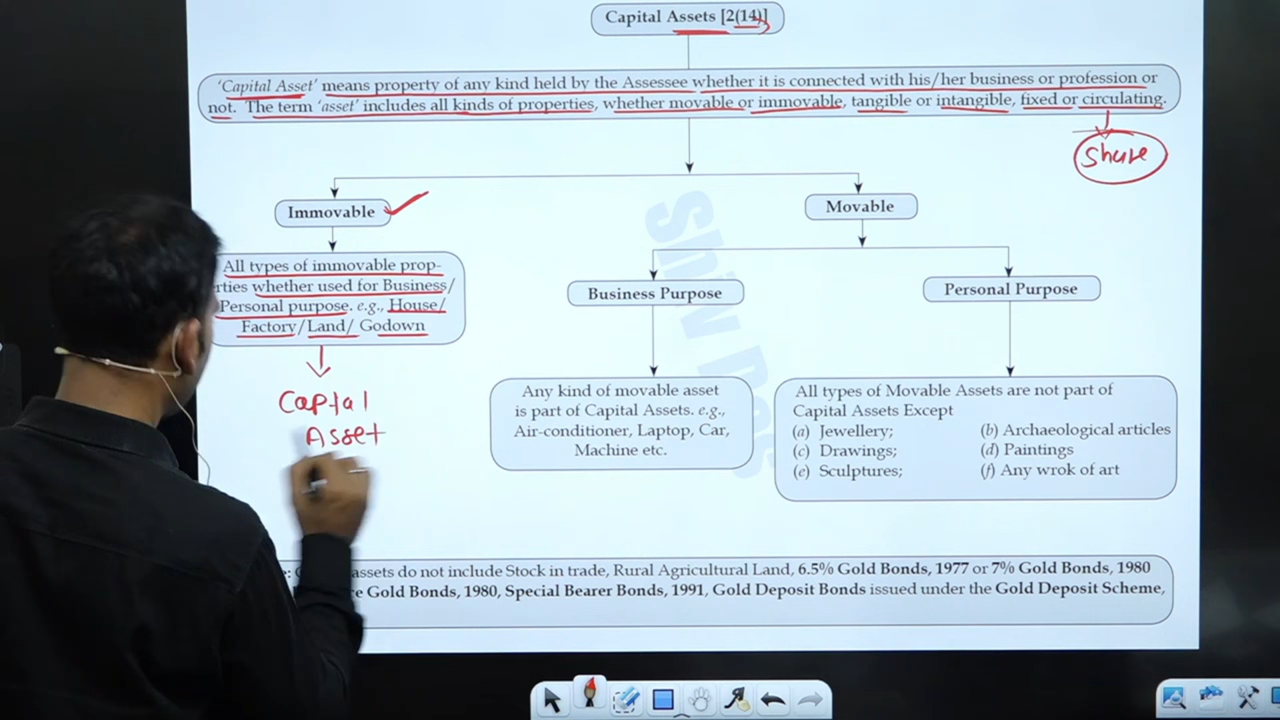 Capital Assets [2(14)]
'Capital Asset' means property of any kind held by the Assessee whether it is connected with his/her business or profession or
not. The term 'asset' includes all kinds of properties, whether movable or immovable, tangible or intangible, fixed or circulating.
Share
Immovable
Movable
All types of immovable prop-
rties whether used for Business/
Personal purpose. e.g., House/
Factory/Land/ Godown
Capital
Asset
Business Purpose
Personal Purpose
Any kind of movable asset
is part of Capital Assets. e.g.,
Air-conditioner, Laptop, Car,
Machine etc.
All types of Movable Assets are not part of
Capital Assets Except
(a) Jewellery; (b) Archaeological articles
(c) Drawings; (d) Paintings
(e) Sculptures; (f) Any wrok of art
assets do not include Stock in trade, Rural Agricultural Land, 6.5% Gold Bonds, 1977 or 7% Gold Bonds, 1980
Gold Bonds, 1980, Special Bearer Bonds, 1991, Gold Deposit Bonds issued under the Gold Deposit Scheme,